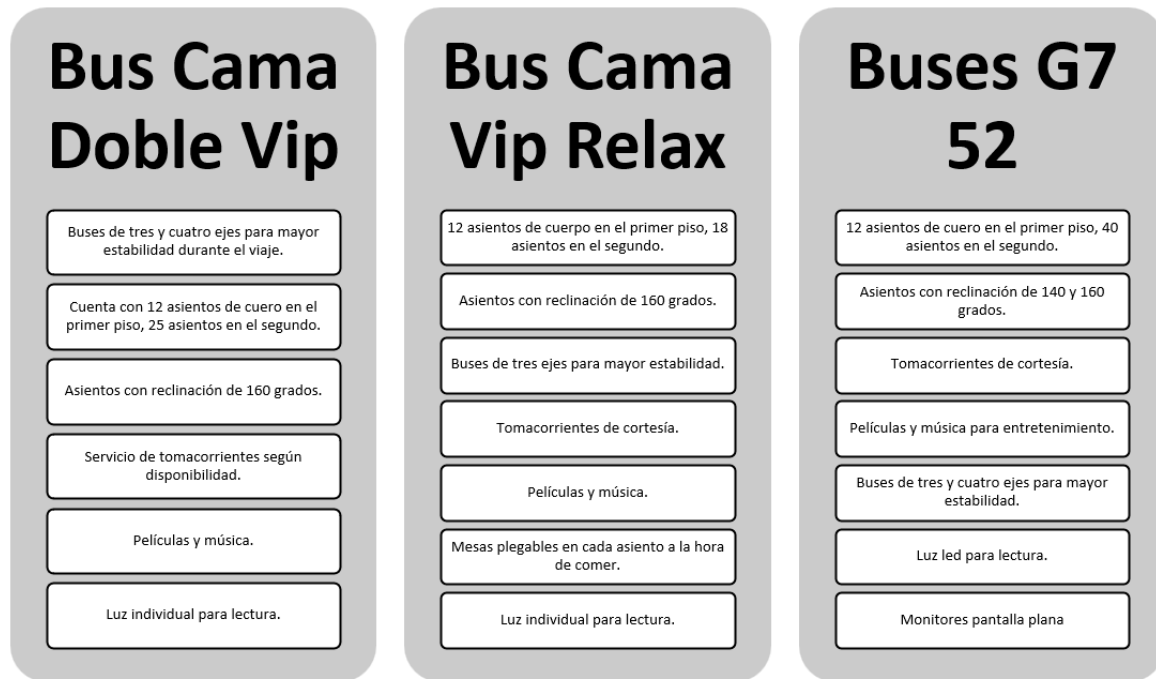 Bus Cama
Doble Vip
Buses de tres y cuatro ejes para mayor
estabilidad durante el viaje.
Cuenta con 12 asientos de cuero en el
primer piso, 25 asientos en el segundo.
Asientos con reclinación de 160 grados.
Servicio de tomacorrientes según
disponibilidad.
Películas y música.
Luz individual para lectura.
Bus Cama
Vip Relax
12 asientos de cuerpo en el primer piso, 18
asientos en el segundo.
Asientos con reclinación de 160 grados.
Buses de tres ejes para mayor estabilidad.
Tomacorrientes de cortesía.
Películas y música.
Mesas plegables en cada asiento a la hora
de comer.
Luz individual para lectura.
Buses G7
52
12 asientos de cuero en el primer piso, 40
asientos en el segundo.
Asientos con reclinación de 140 y 160
grados.
Tomacorrientes de cortesía.
Películas y música para entretenimiento.
Buses de tres y cuatro ejes para mayor
estabilidad.
Luz led para lectura.
Monitores pantalla plana